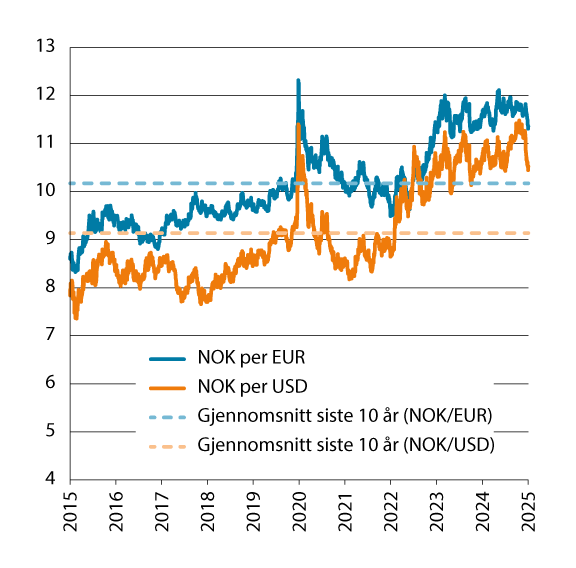 13
12
11
10
9
8
7
6
5
4
NOK per EUR
NOK per USD
Gjennomsnitt siste 10 år (NOK/EUR)
Gjennomsnitt siste 10 år (NOK/USD)
2015 2016 2017 2018 2019 2020 2021 2022 2023 2024 2025